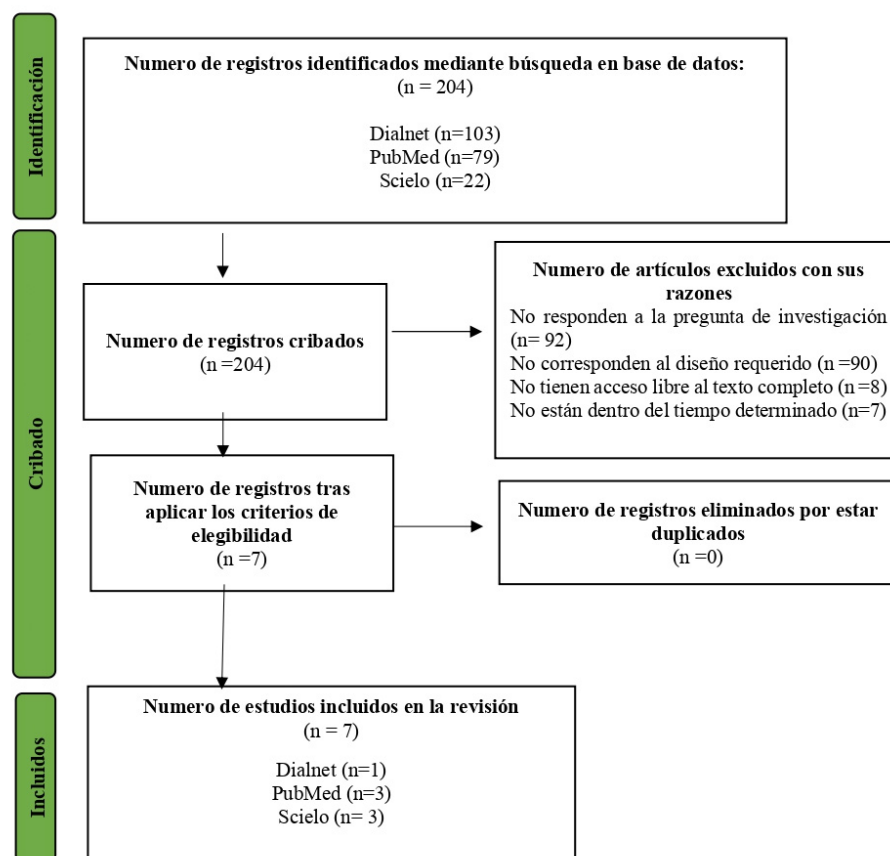 Identificación
Numero de registros identificados mediante búsqueda en base de datos:
(n = 204)
Dialnet (n=103)
PubMed (n=79)
Scielo (n=22)
Cribado
Numero de registros cribados
(n =204)
Numero de artículos excluidos con sus
razones
No responden a la pregunta de investigación
(n= 92)
No corresponden al diseño requerido (n =90)
No tienen acceso libre al texto completo (n =8)
No están dentro del tiempo determinado (n=7)
Numero de registros tras
aplicar los criterios de
elegibilidad
(n =7)
Numero de registros eliminados por estar
duplicados
(n =0)
Incluidos
Numero de estudios incluidos en la revisión
(n = 7)
Dialnet (n=1)
PubMed (n=3)
Scielo (n= 3)